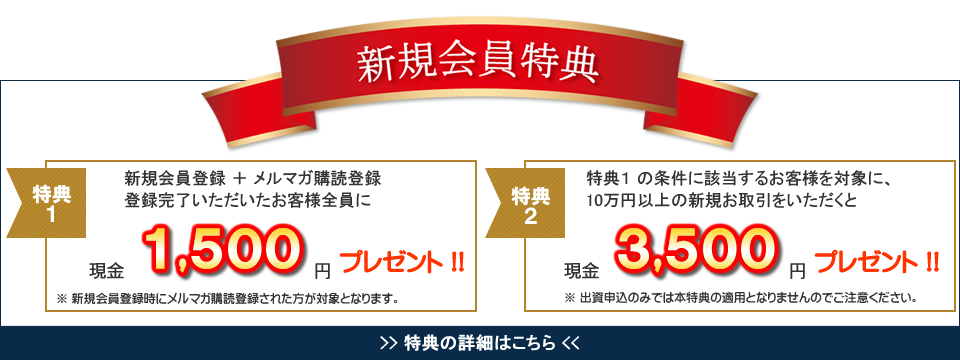 新規会員特典
特典
1
新規会員登録 + メルマガ購読登録
登録完了いただいたお客様全員に
現金 1,500 円 プレゼント!!
※ 新規会員登録時にメルマガ購読登録された方が対象となります。
特典
2
特典1 の条件に該当するお客様を対象に、
10万円以上の新規お取引をいただくと
現金 3,500 円 プレゼント!!
※ 出資申込のみでは本特典の適用となりませんのでご注意ください。
>> 特典の詳細はこちら <<